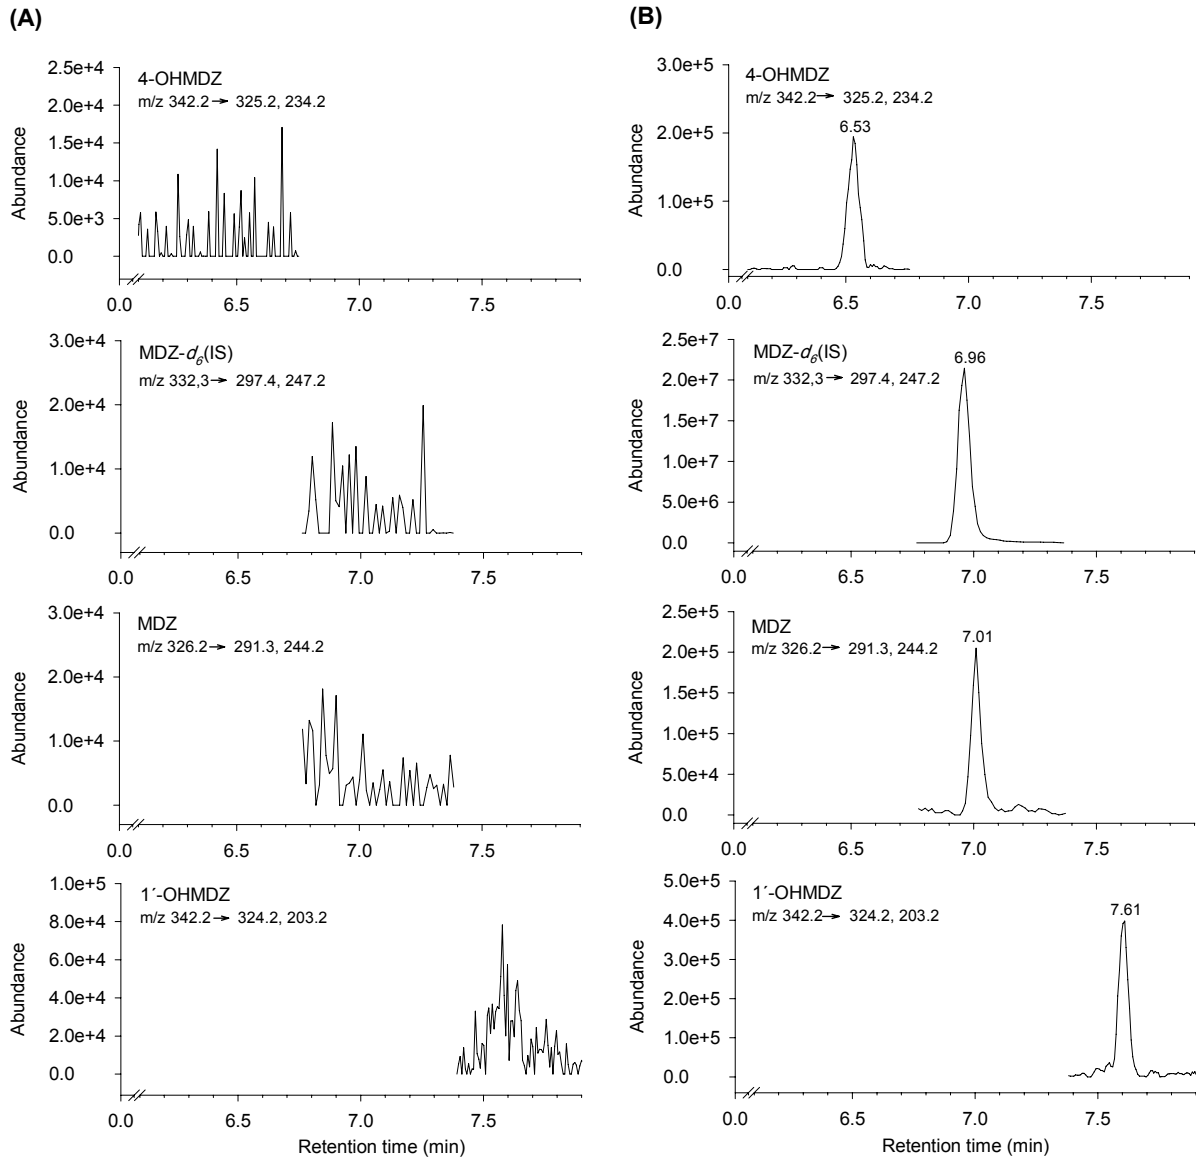 (A)
2.5e+4
2.0e+4
1.5e+4
1.0e+4
5.0e+3
0.0
Abundance
4-OHMDZ
m/z 342.2→ 325.2, 234.2
0.0 6.5 7.0 7.5
3.0e+4
2.0e+4
1.0e+4
0.0
Abundance
MDZ-d6(IS)
m/z 332,3→ 297.4, 247.2
0.0 6.5 7.0 7.5
3.0e+4
2.0e+4
1.0e+4
0.0
Abundance
MDZ
m/z 326.2→ 291.3, 244.2
0.0 6.5 7.0 7.5
1.0e+5
8.0e+4
6.0e+4
4.0e+4
2.0e+4
0.0
Abundance
1´-OHMDZ
m/z 342.2→ 324.2, 203.2
0.0 6.5 7.0 7.5
Retention time (min)
(B)
3.0e+5
2.0e+5
1.0e+5
0.0
Abundance
4-OHMDZ
m/z 342.2→ 325.2, 234.2
6.53
0.0 6.5 7.0 7.5
2.5e+7
2.0e+7
1.5e+7
1.0e+7
5.0e+6
0.0
Abundance
MDZ-d6(IS)
m/z 332,3→ 297.4, 247.2
6.96
0.0 6.5 7.0 7.5
2.5e+5
2.0e+5
1.5e+5
1.0e+5
5.0e+4
0.0
Abundance
MDZ
m/z 326.2→ 291.3, 244.2
7.01
0.0 6.5 7.0 7.5
5.0e+5
4.0e+5
3.0e+5
2.0e+5
1.0e+5
0.0
Abundance
1´-OHMDZ
m/z 342.2→ 324.2, 203.2
7.61
0.0 6.5 7.0 7.5
Retention time (min)